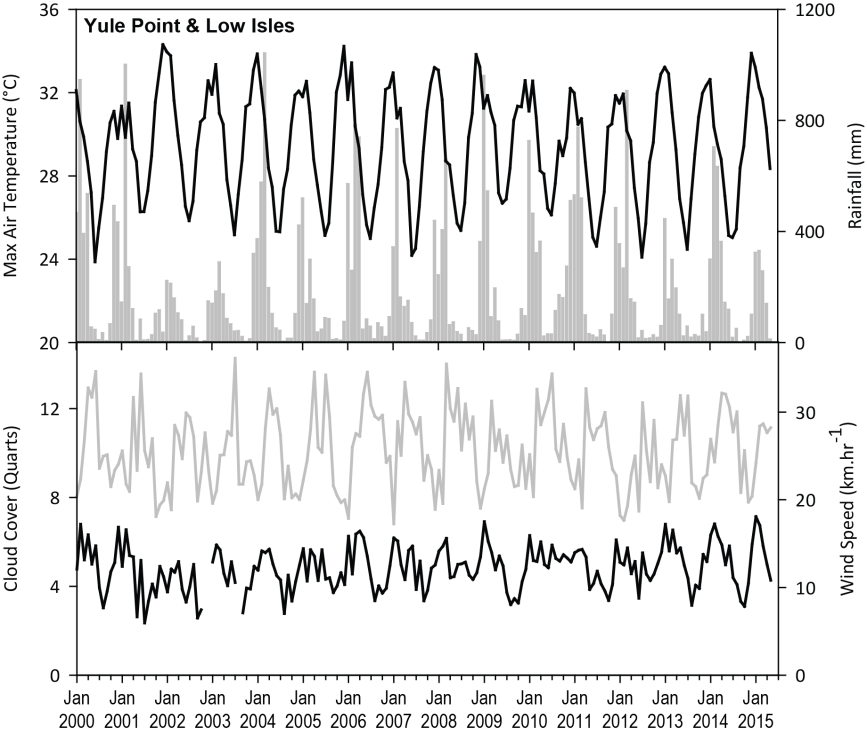 Yule Point & Low Isles
Max Air Temperature (°C)
36
32
28
24
20
Rainfall (mm)
1200
800
400
0
Cloud Cover (Quarts)
12
8
4
0
Wind Speed (km.hr-1)
30
20
10
0
Jan Jan Jan Jan Jan Jan Jan Jan Jan Jan Jan Jan Jan Jan Jan Jan
2000 2001 2002 2003 2004 2005 2006 2007 2008 2009 2010 2011 2012 2013 2014 2015